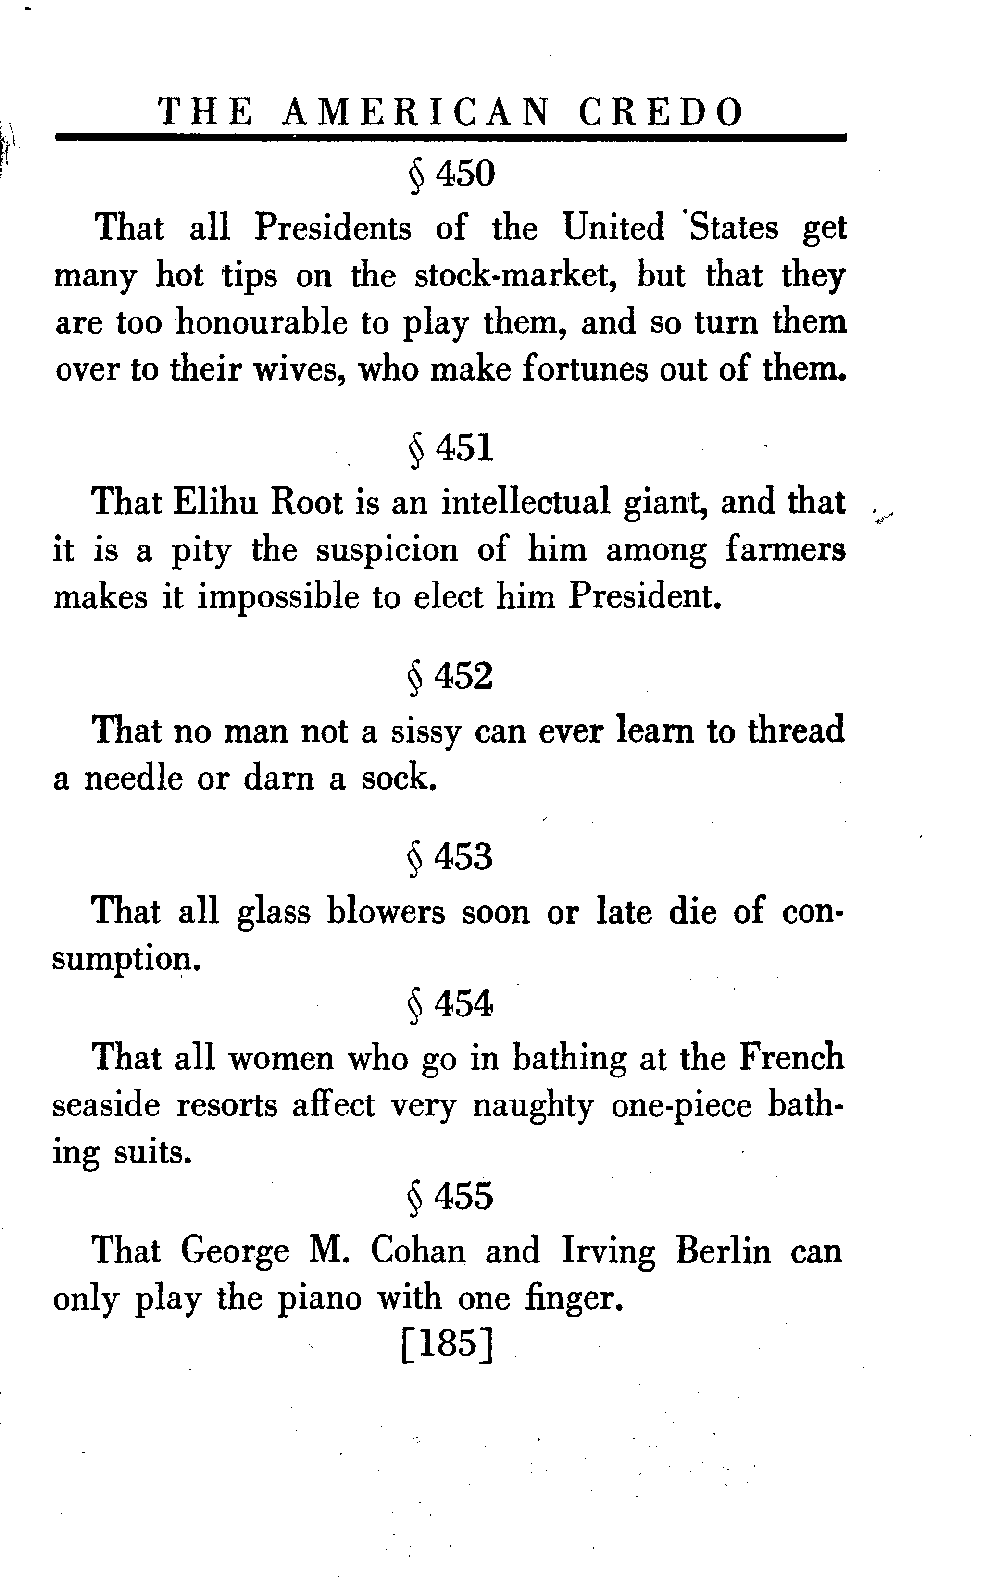 THE AMERICAN CREDO
§ 450
That all Presidents of the United States get
many hot tips on the stock-market, but that they
are too honourable to play them, and so turn them
over to their wives, who make fortunes out of them.
§ 451
That Elihu Root is an intellectual giant, and that
it is a pity the suspicion of him among farmers
makes it impossible to elect him President.
§ 452
That no man not a sissy can ever learn to thread
a needle or darn a sock.
§ 453
That all glass blowers soon or late die of con-
sumption.
§ 454
That all women who go in bathing at the French
seaside resorts affect very naughty one-piece bath-
ing suits.
§ 455
That George M. Cohan and Irving Berlin can
only play the piano with one finger.
[185]